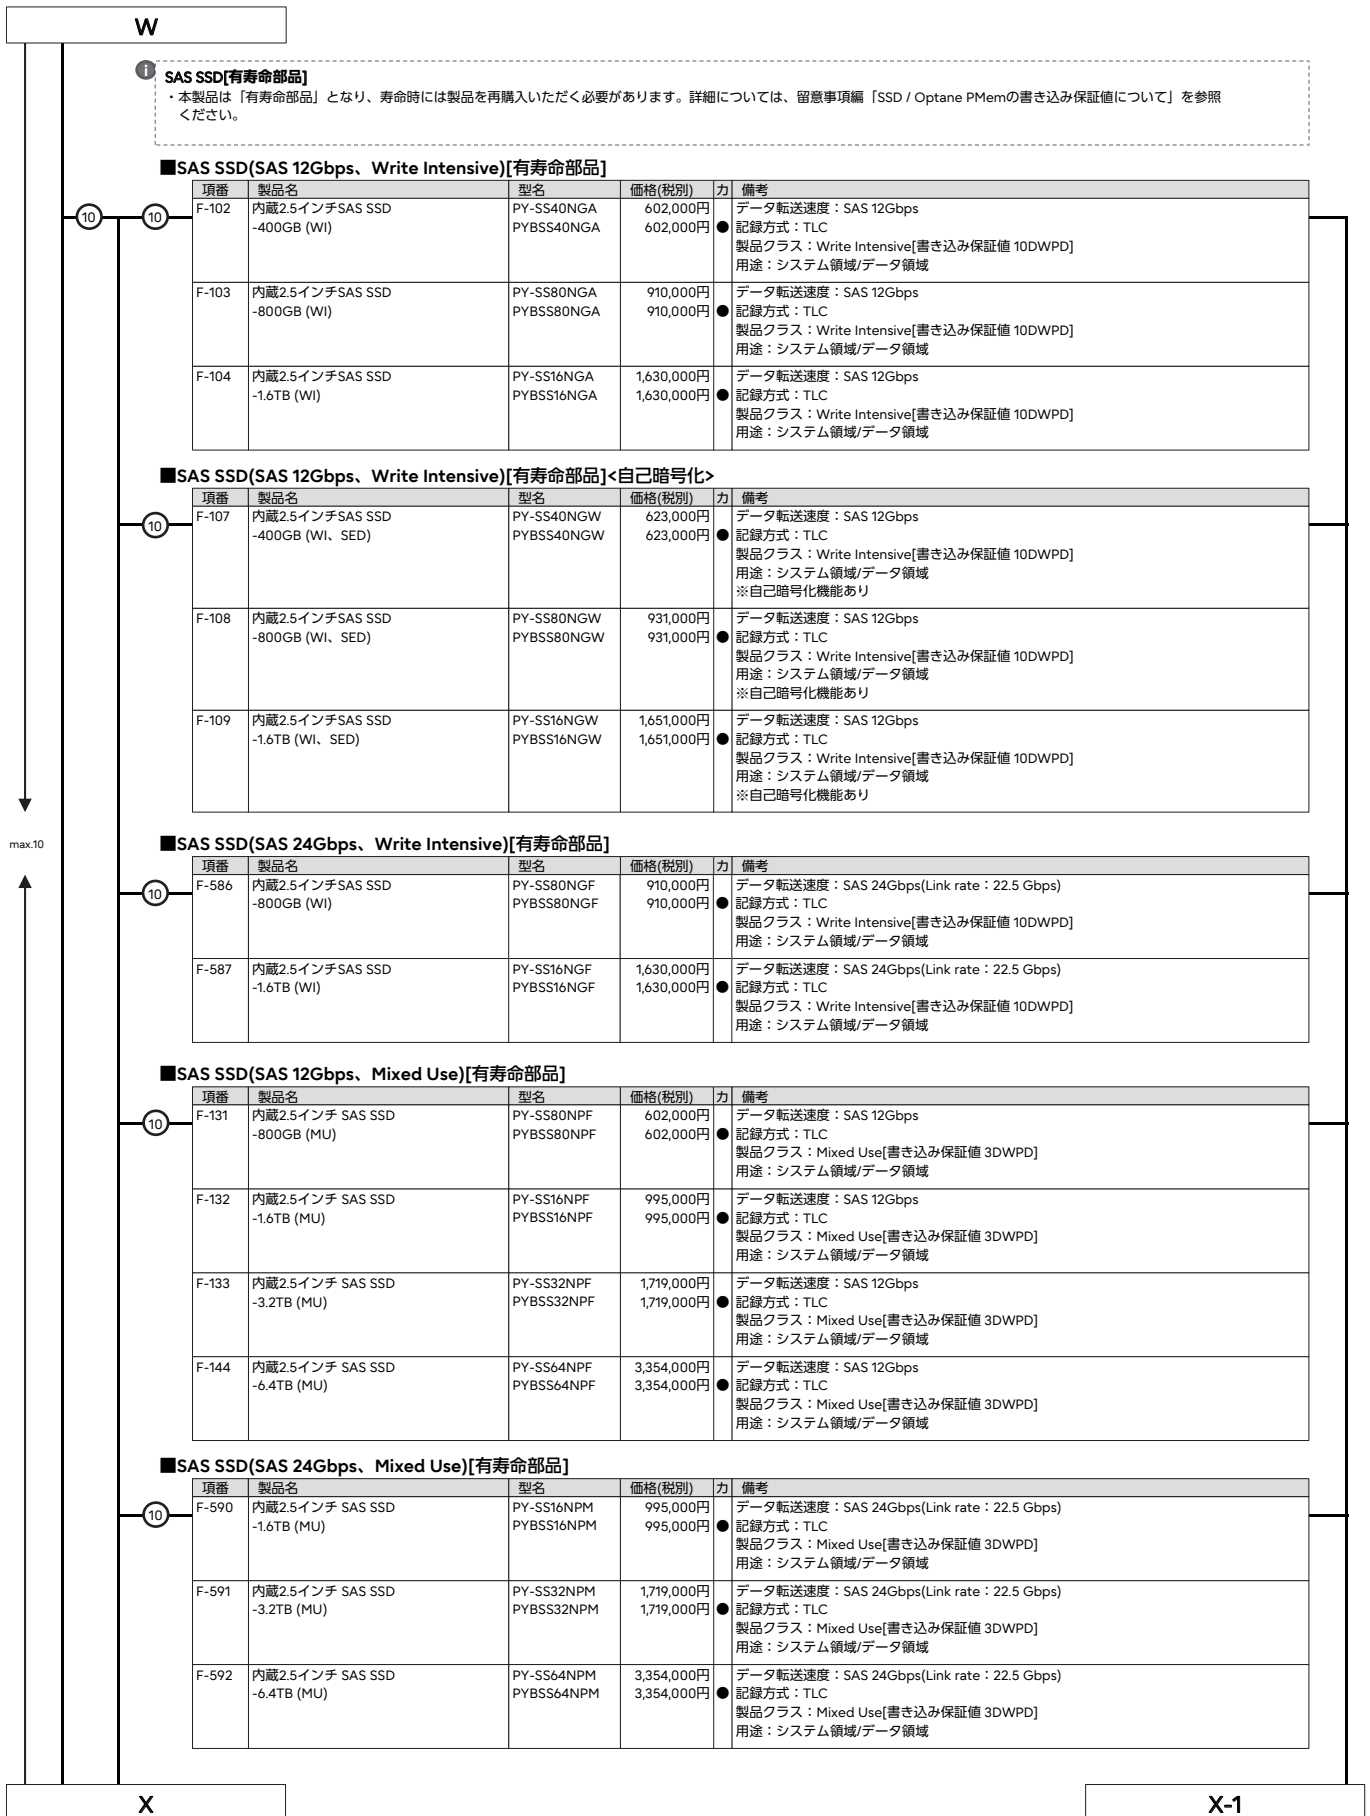 W
i
SAS SSD[有寿命部品]
・本製品は「有寿命部品」となり、寿命時には製品を再購入いただく必要があります。詳細については、留意事項編「SSD / Optane PMemの書き込み保証値について」を参照
ください。
■SAS SSD(SAS 12Gbps、Write Intensive)[有寿命部品]
項番 製品名 型名 価格(税別) カ 備考
10 10 F-102 内蔵2.5インチSAS SSD PY-SS40NGA 602,000円 データ転送速度：SAS 12Gbps
-400GB (WI) PYBSS40NGA 602,000円 ● 記録方式：TLC
製品クラス：Write Intensive[書き込み保証値 10DWPD]
用途：システム領域/データ領域
F-103 内蔵2.5インチSAS SSD PY-SS80NGA 910,000円 データ転送速度：SAS 12Gbps
-800GB (WI) PYBSS80NGA 910,000円 ● 記録方式：TLC
製品クラス：Write Intensive[書き込み保証値 10DWPD]
用途：システム領域/データ領域
F-104 内蔵2.5インチSAS SSD PY-SS16NGA 1,630,000円 データ転送速度：SAS 12Gbps
-1.6TB (WI) PYBSS16NGA 1,630,000円 ● 記録方式：TLC
製品クラス：Write Intensive[書き込み保証値 10DWPD]
用途：システム領域/データ領域
■SAS SSD(SAS 12Gbps、Write Intensive)[有寿命部品]<自己暗号化>
項番 製品名 型名 価格(税別) カ 備考
10 F-107 内蔵2.5インチSAS SSD PY-SS40NGW 623,000円 データ転送速度：SAS 12Gbps
-400GB (WI、SED) PYBSS40NGW 623,000円 ● 記録方式：TLC
製品クラス：Write Intensive[書き込み保証値 10DWPD]
用途：システム領域/データ領域
※自己暗号化機能あり
F-108 内蔵2.5インチSAS SSD PY-SS80NGW 931,000円 データ転送速度：SAS 12Gbps
-800GB (WI、SED) PYBSS80NGW 931,000円 ● 記録方式：TLC
製品クラス：Write Intensive[書き込み保証値 10DWPD]
用途：システム領域/データ領域
※自己暗号化機能あり
F-109 内蔵2.5インチSAS SSD PY-SS16NGW 1,651,000円 データ転送速度：SAS 12Gbps
-1.6TB (WI、SED) PYBSS16NGW 1,651,000円 ● 記録方式：TLC
製品クラス：Write Intensive[書き込み保証値 10DWPD]
用途：システム領域/データ領域
※自己暗号化機能あり
max.10
■SAS SSD(SAS 24Gbps、Write Intensive)[有寿命部品]
項番 製品名 型名 価格(税別) カ 備考
10 F-586 内蔵2.5インチSAS SSD PY-SS80NGF 910,000円 データ転送速度：SAS 24Gbps(Link rate：22.5 Gbps)
-800GB (WI) PYBSS80NGF 910,000円 ● 記録方式：TLC
製品クラス：Write Intensive[書き込み保証値 10DWPD]
用途：システム領域/データ領域
F-587 内蔵2.5インチSAS SSD PY-SS16NGF 1,630,000円 データ転送速度：SAS 24Gbps(Link rate：22.5 Gbps)
-1.6TB (WI) PYBSS16NGF 1,630,000円 ● 記録方式：TLC
製品クラス：Write Intensive[書き込み保証値 10DWPD]
用途：システム領域/データ領域
■SAS SSD(SAS 12Gbps、Mixed Use)[有寿命部品]
項番 製品名 型名 価格(税別) カ 備考
10 F-131 内蔵2.5インチ SAS SSD PY-SS80NPF 602,000円 データ転送速度：SAS 12Gbps
-800GB (MU) PYBSS80NPF 602,000円 ● 記録方式：TLC
製品クラス：Mixed Use[書き込み保証値 3DWPD]
用途：システム領域/データ領域
F-132 内蔵2.5インチ SAS SSD PY-SS16NPF 995,000円 データ転送速度：SAS 12Gbps
-1.6TB (MU) PYBSS16NPF 995,000円 ● 記録方式：TLC
製品クラス：Mixed Use[書き込み保証値 3DWPD]
用途：システム領域/データ領域
F-133 内蔵2.5インチ SAS SSD PY-SS32NPF 1,719,000円 データ転送速度：SAS 12Gbps
-3.2TB (MU) PYBSS32NPF 1,719,000円 ● 記録方式：TLC
製品クラス：Mixed Use[書き込み保証値 3DWPD]
用途：システム領域/データ領域
F-144 内蔵2.5インチ SAS SSD PY-SS64NPF 3,354,000円 データ転送速度：SAS 12Gbps
-6.4TB (MU) PYBSS64NPF 3,354,000円 ● 記録方式：TLC
製品クラス：Mixed Use[書き込み保証値 3DWPD]
用途：システム領域/データ領域
■SAS SSD(SAS 24Gbps、Mixed Use)[有寿命部品]
項番 製品名 型名 価格(税別) カ 備考
10 F-590 内蔵2.5インチ SAS SSD PY-SS16NPM 995,000円 データ転送速度：SAS 24Gbps(Link rate：22.5 Gbps)
-1.6TB (MU) PYBSS16NPM 995,000円 ● 記録方式：TLC
製品クラス：Mixed Use[書き込み保証値 3DWPD]
用途：システム領域/データ領域
F-591 内蔵2.5インチ SAS SSD PY-SS32NPM 1,719,000円 データ転送速度：SAS 24Gbps(Link rate：22.5 Gbps)
-3.2TB (MU) PYBSS32NPM 1,719,000円 ● 記録方式：TLC
製品クラス：Mixed Use[書き込み保証値 3DWPD]
用途：システム領域/データ領域
F-592 内蔵2.5インチ SAS SSD PY-SS64NPM 3,354,000円 データ転送速度：SAS 24Gbps(Link rate：22.5 Gbps)
-6.4TB (MU) PYBSS64NPM 3,354,000円 ● 記録方式：TLC
製品クラス：Mixed Use[書き込み保証値 3DWPD]
用途：システム領域/データ領域
X X-1